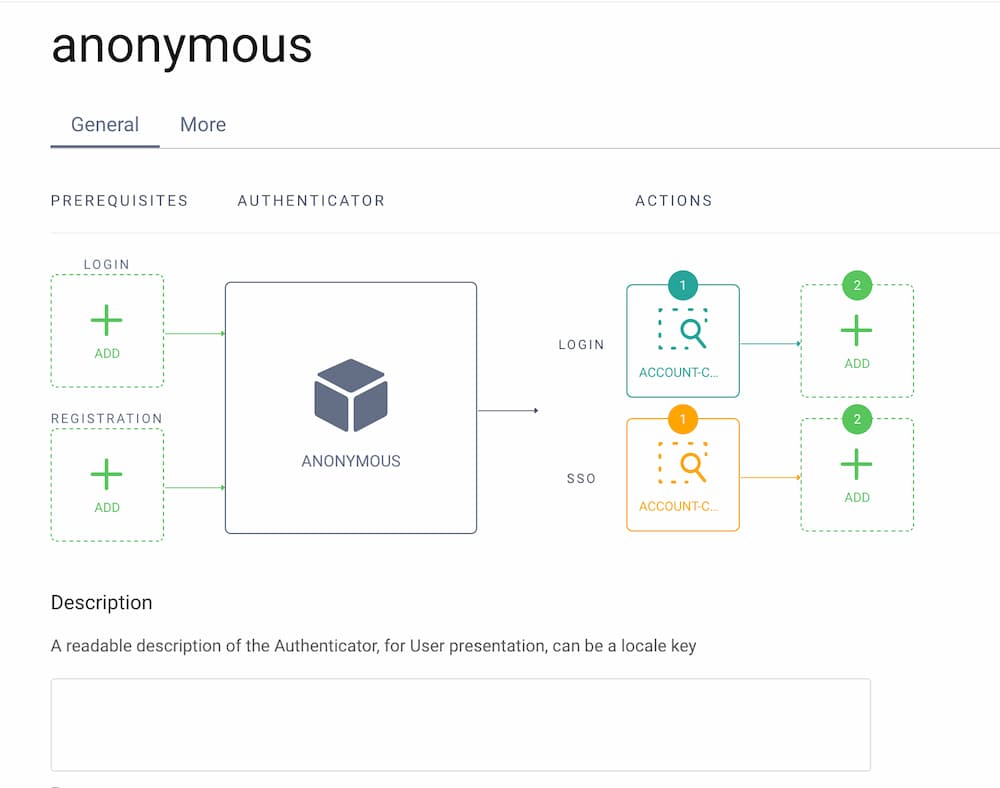 anonymous
General More
PREREQUISITES AUTHENTICATOR ACTIONS
LOGIN
ADD
REGISTRATION
ADD
ANONYMOUS
LOGIN
1
ACCOUNT-C...
2
ADD
SSO
1
ACCOUNT-C...
2
ADD
Description
A readable description of the Authenticator, for User presentation, can be a locale key